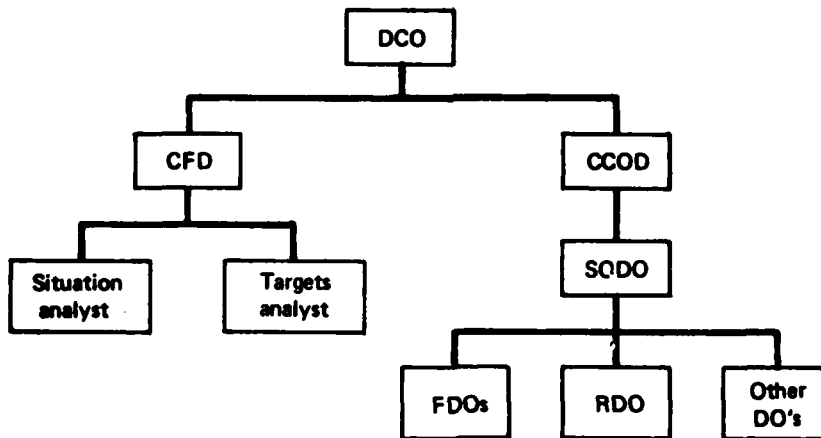 DCO
CFD
CCOD
Situation
analyst
Targets
analyst
SODO
FDOs
RDO
Other
DO's